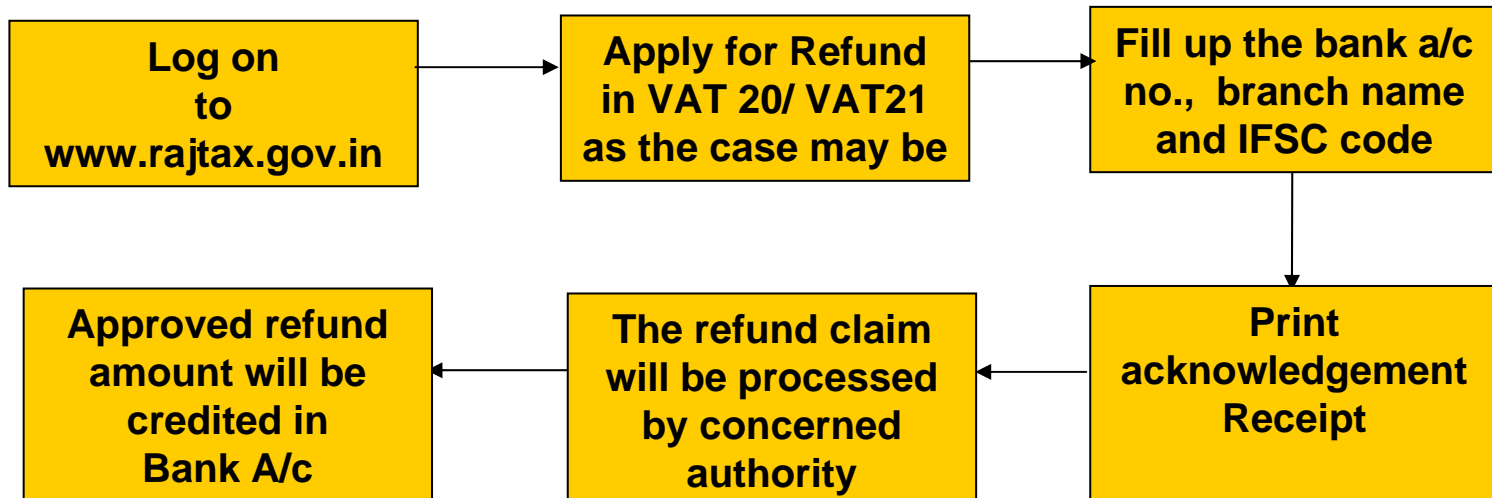 Log on
to
www.rajtax.gov.in
Apply for Refund
in VAT 20/ VAT21
as the case may be
Fill up the bank a/c
no., branch name
and IFSC code
Print
acknowledgement
Receipt
The refund claim
will be processed
by concerned
authority
Approved refund
amount will be
credited in
Bank A/c